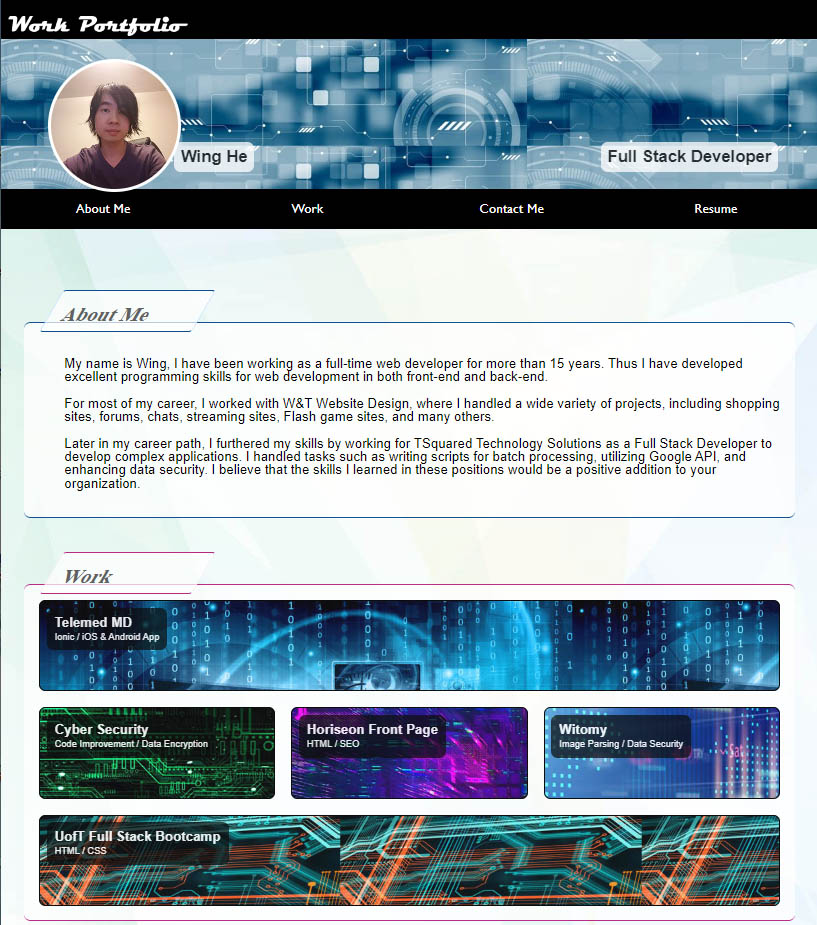 Work Portfolio
Wing He
Full Stack Developer
About Me
Work
Contact Me
Resume
About Me
My name is Wing, I have been working as a full-time web developer for more than 15 years. Thus I have developed
excellent programming skills for web development in both front-end and back-end.
For most of my career, I worked with W&T Website Design, where I handled a wide variety of projects, including shopping
sites, forums, chats, streaming sites, Flash game sites, and many others.
Later in my career path, I furthered my skills by working for TSquared Technology Solutions as a Full Stack Developer to
develop complex applications. I handled tasks such as writing scripts for batch processing, utilizing Google API, and
enhancing data security. I believe that the skills I learned in these positions would be a positive addition to your
organization.
Work
Telemed MD
Ionic / iOS & Android App
Cyber Security
Code Improvement / Data Encryption
Horiseon Front Page
HTML / SEO
Witomy
Image Parsing / Data Security
UofT Full Stack Bootcamp
HTML / CSS